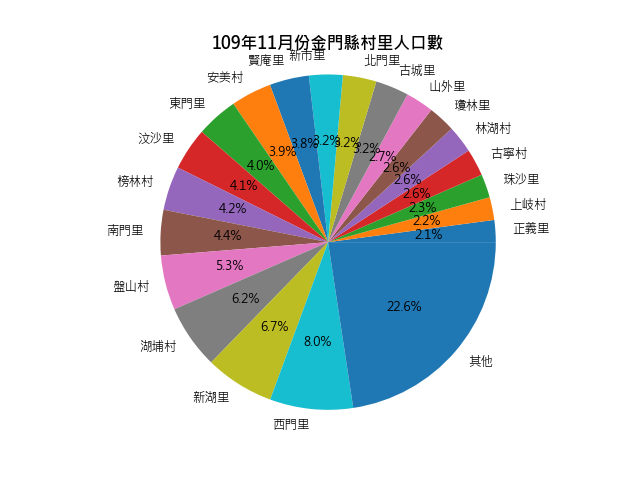 109年11月份金門縣村里人口數
正義里
2.1%
上岐村
2.2%
珠沙里
2.3%
古寧村
2.6%
林湖村
2.6%
瓊林里
2.6%
山外里
2.7%
古城里
3.2%
北門里
3.2%
新市里
3.2%
賢庵里
3.8%
安美村
3.9%
東門里
4.0%
汶沙里
4.1%
榜林村
4.2%
南門里
4.4%
盤山村
5.3%
湖埔村
6.2%
新湖里
6.7%
西門里
8.0%
其他
22.6%